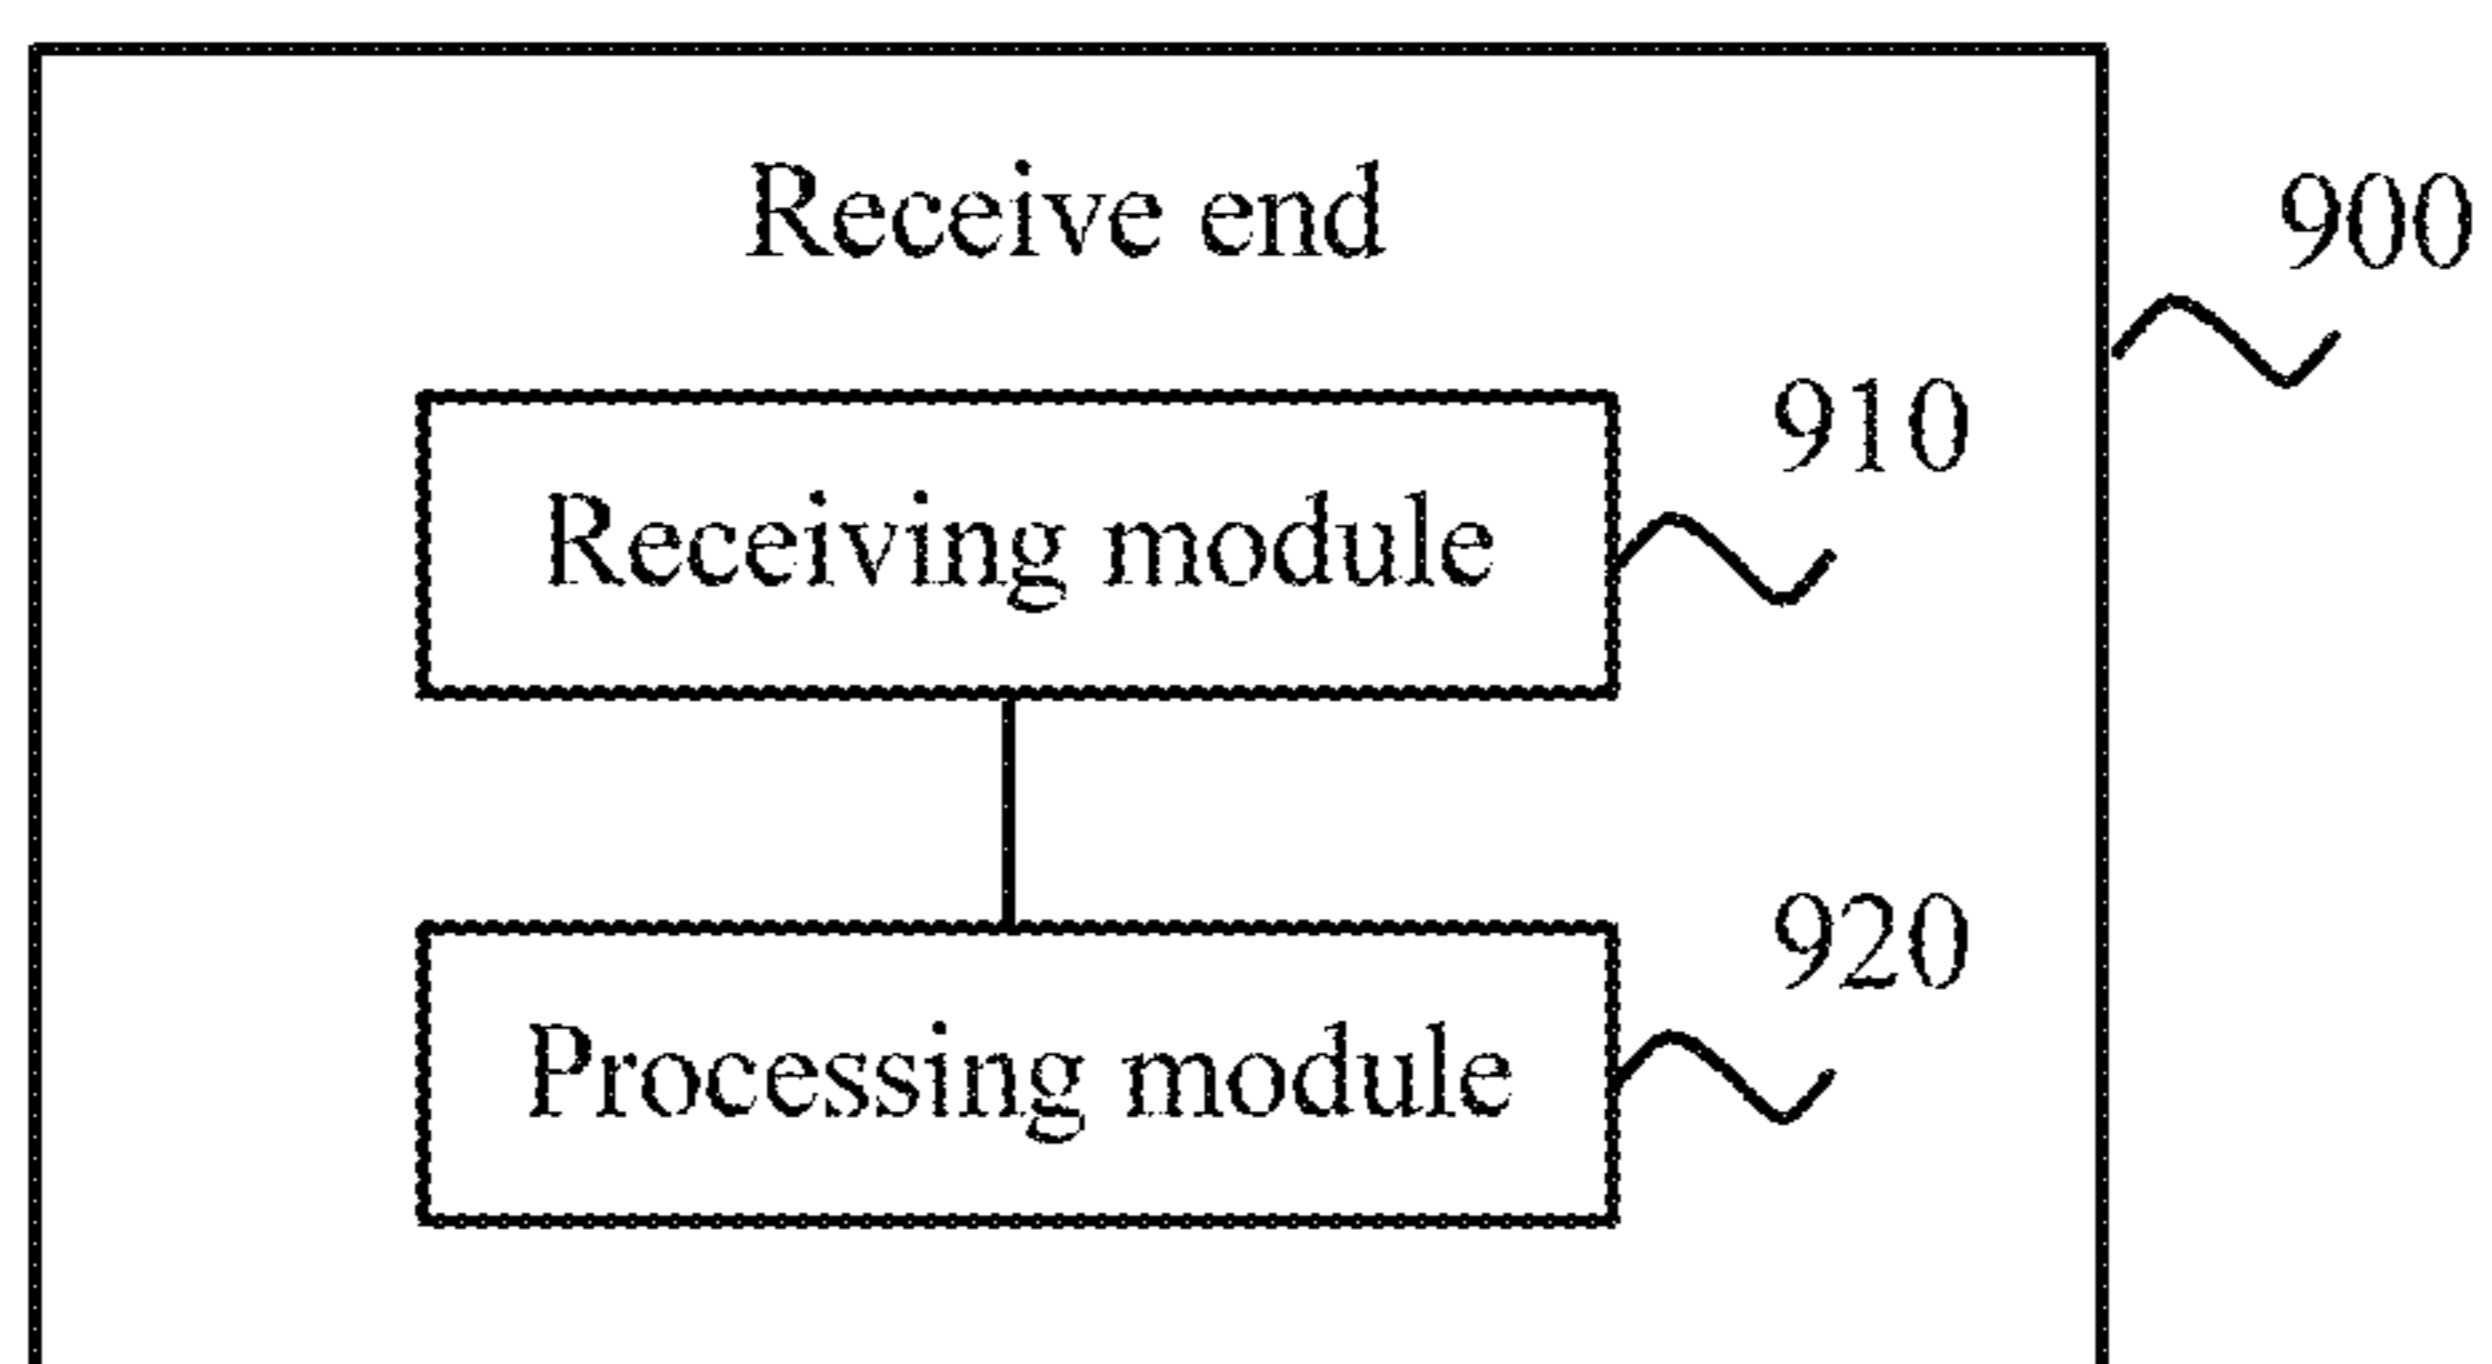 Receive end
900
910
Receiving module
920
Processing module